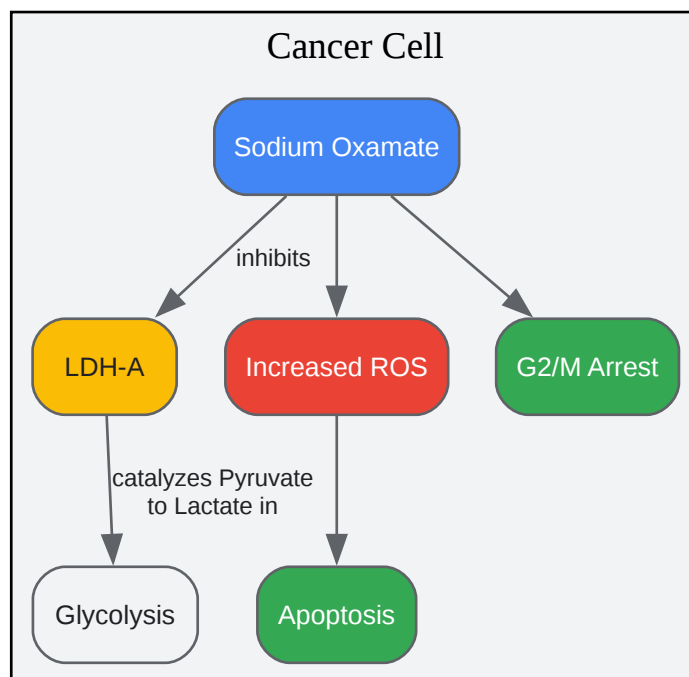 Cancer Cell
Sodium Oxamate
inhibits
LDH-A
Increased ROS
G2/M Arrest
catalyzes Pyruvate
to Lactate in
Glycolysis
Apoptosis